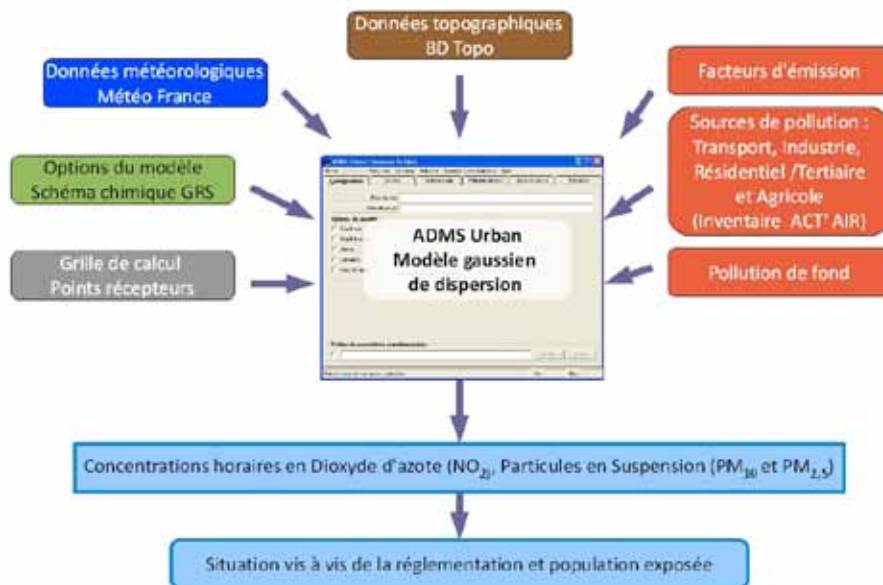 Données topographiques
BD Topo
Données météorologiques
Météo France
Facteurs d'émission
Options du modèle
Schéma chimique GRS
Sources de pollution :
Transport, Industrie,
Résidentiel /Tertiaire
et Agricole
(Inventaire ACT' AIR)
ADMS Urban
Modèle gaussien
de dispersion
Grille de calcul
Points récepteurs
Pollution de fond
Concentrations horaires en Dioxyde d'azote (NO2), Particules en Suspension (PM10 et PM2,5)
Situation vis à vis de la réglementation et population exposée